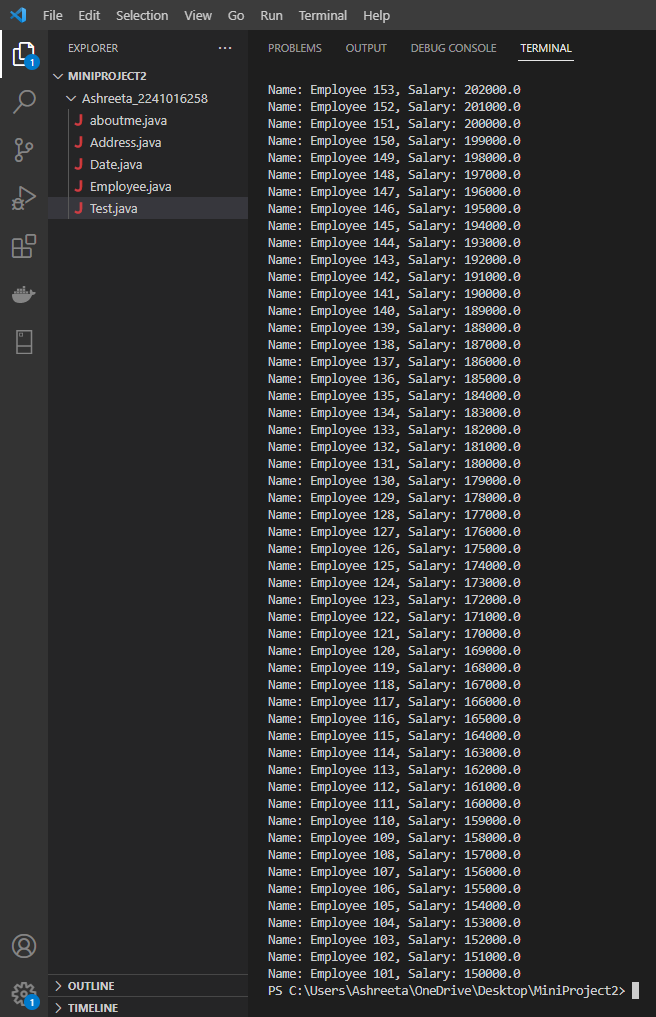 File Edit Selection View Go Run Terminal Help
EXPLORER
MINIPROJECT2
Ashreeta_2241016258
J aboutme.java
J Address.java
J Date.java
J Employee.java
J Test.java
OUTLINE
TIMELINE
1
1
PROBLEMS OUTPUT DEBUG CONSOLE TERMINAL
Name: Employee 153, Salary: 202000.0
Name: Employee 152, Salary: 201000.0
Name: Employee 151, Salary: 200000.0
Name: Employee 150, Salary: 199000.0
Name: Employee 149, Salary: 198000.0
Name: Employee 148, Salary: 197000.0
Name: Employee 147, Salary: 196000.0
Name: Employee 146, Salary: 195000.0
Name: Employee 145, Salary: 194000.0
Name: Employee 144, Salary: 193000.0
Name: Employee 143, Salary: 192000.0
Name: Employee 142, Salary: 191000.0
Name: Employee 141, Salary: 190000.0
Name: Employee 140, Salary: 189000.0
Name: Employee 139, Salary: 188000.0
Name: Employee 138, Salary: 187000.0
Name: Employee 137, Salary: 186000.0
Name: Employee 136, Salary: 185000.0
Name: Employee 135, Salary: 184000.0
Name: Employee 134, Salary: 183000.0
Name: Employee 133, Salary: 182000.0
Name: Employee 132, Salary: 181000.0
Name: Employee 131, Salary: 180000.0
Name: Employee 130, Salary: 179000.0
Name: Employee 129, Salary: 178000.0
Name: Employee 128, Salary: 177000.0
Name: Employee 127, Salary: 176000.0
Name: Employee 126, Salary: 175000.0
Name: Employee 125, Salary: 174000.0
Name: Employee 124, Salary: 173000.0
Name: Employee 123, Salary: 172000.0
Name: Employee 122, Salary: 171000.0
Name: Employee 121, Salary: 170000.0
Name: Employee 120, Salary: 169000.0
Name: Employee 119, Salary: 168000.0
Name: Employee 118, Salary: 167000.0
Name: Employee 117, Salary: 166000.0
Name: Employee 116, Salary: 165000.0
Name: Employee 115, Salary: 164000.0
Name: Employee 114, Salary: 163000.0
Name: Employee 113, Salary: 162000.0
Name: Employee 112, Salary: 161000.0
Name: Employee 111, Salary: 160000.0
Name: Employee 110, Salary: 159000.0
Name: Employee 109, Salary: 158000.0
Name: Employee 108, Salary: 157000.0
Name: Employee 107, Salary: 156000.0
Name: Employee 106, Salary: 155000.0
Name: Employee 105, Salary: 154000.0
Name: Employee 104, Salary: 153000.0
Name: Employee 103, Salary: 152000.0
Name: Employee 102, Salary: 151000.0
Name: Employee 101, Salary: 150000.0
PS C:\Users\Ashreeta\OneDrive\Desktop\MiniProject2>